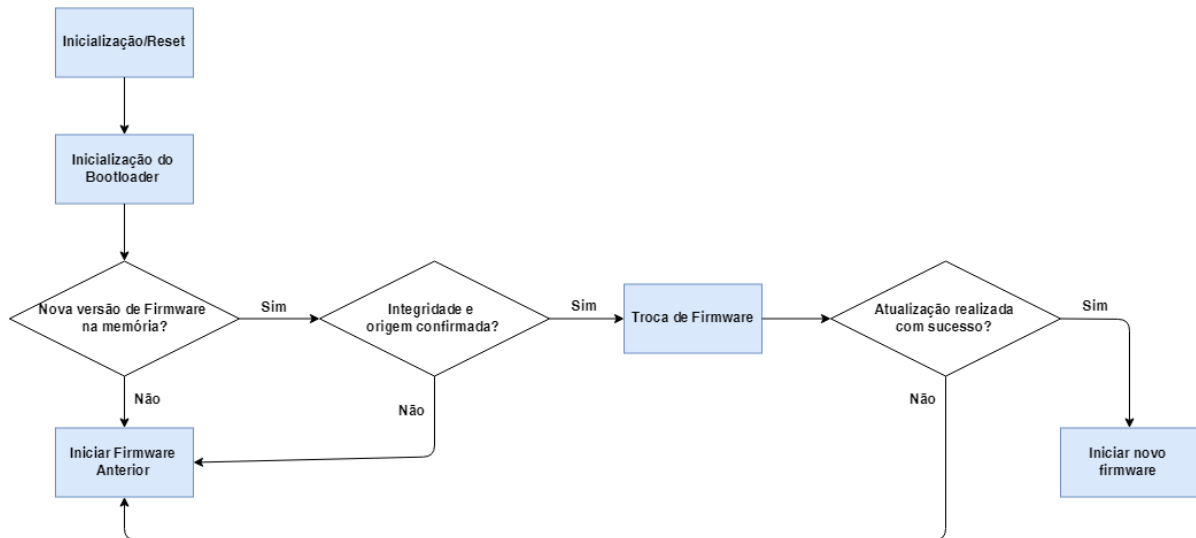 Inicialização/Reset
Inicialização do
Bootloader
Nova versão de Firmware
na memória?
Sim
Integridade e
origem confirmada?
Sim
Troca de Firmware
Atualização realizada
com sucesso?
Sim
Não
Não
Não
Iniciar Firmware
Anterior
Iniciar novo
firmware